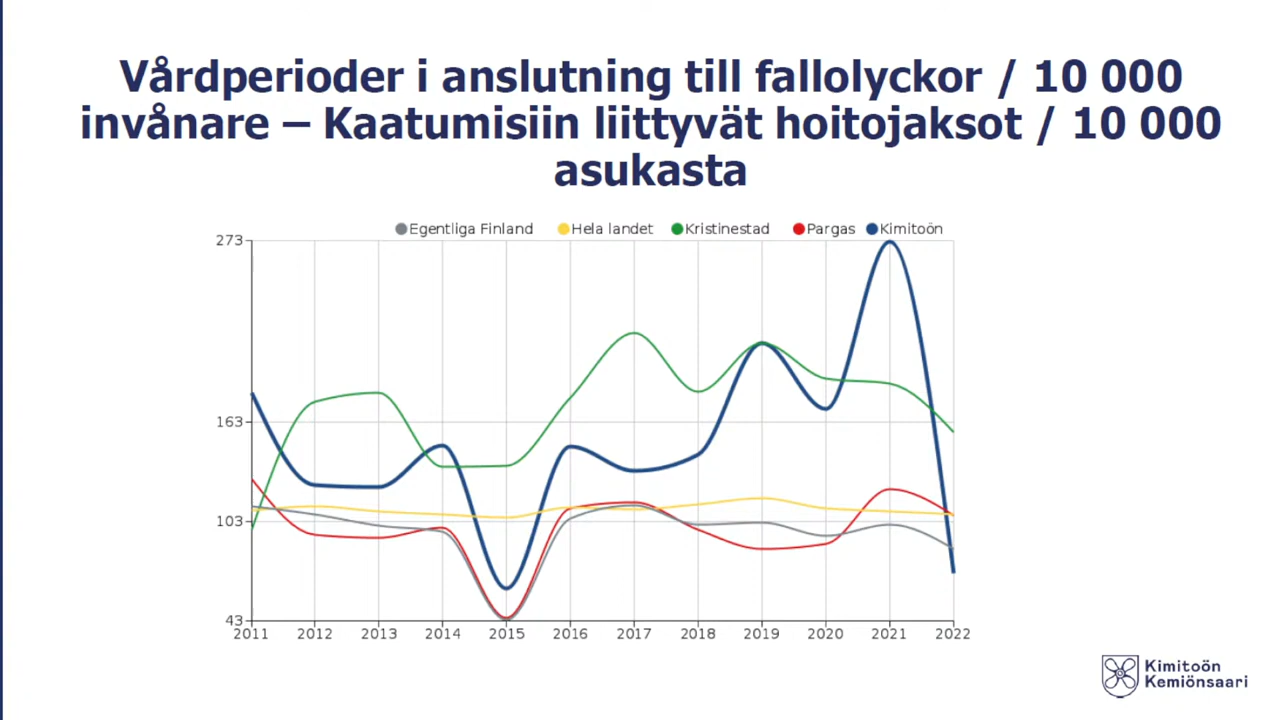 Vårdperioder i anslutning till fallolyckor / 10 000
invånare – Kaatumisiin liittyvät hoitojaksot / 10 000
asukasta
Egentliga Finland Hela landet Kristinestad Pargas Kimitoön
273
163
103
43
2011 2012 2013 2014 2015 2016 2017 2018 2019 2020 2021 2022
Kimitoön
Kemiönsaari